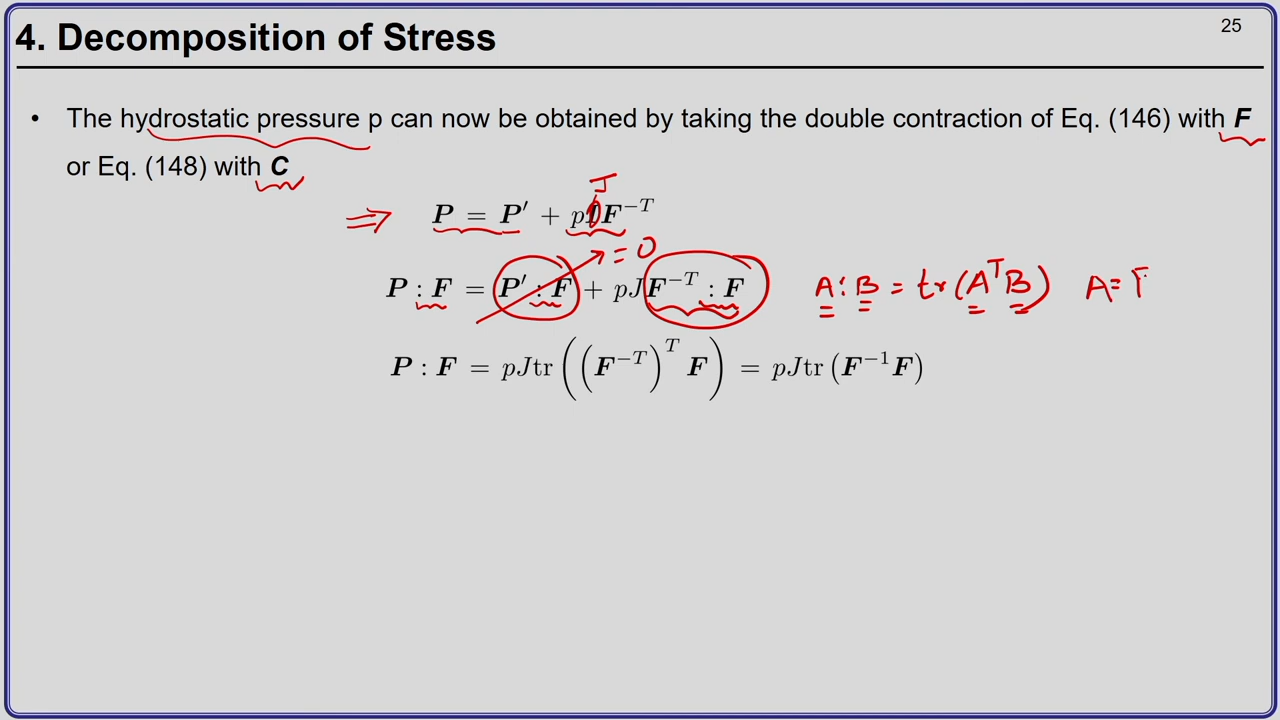 25
4. Decomposition of Stress
• The hydrostatic pressure p can now be obtained by taking the double contraction of Eq. (146) with F
or Eq. (148) with C
J
⇒ P = P′ + pIF^{-T}
= 0
P : F = P′ : F + pJF^{-T} : F A : B = tr(A^T B) A = F
P : F = pJtr((F^{-T})^T F) = pJtr(F^{-1}F)